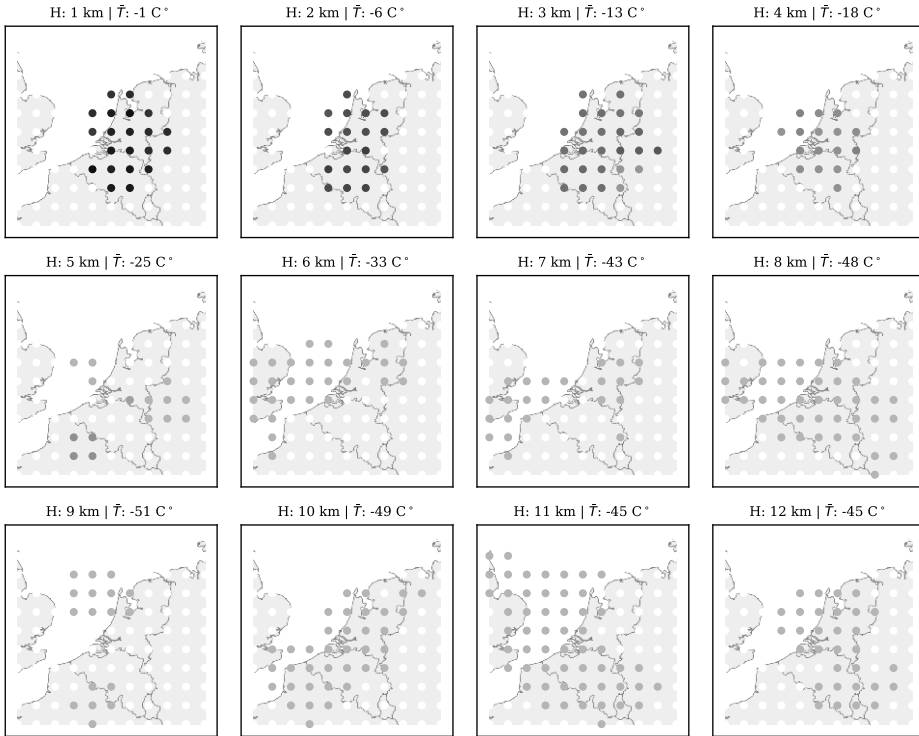 H: 1 km | T̄: -1 C°
H: 2 km | T̄: -6 C°
H: 3 km | T̄: -13 C°
H: 4 km | T̄: -18 C°
H: 5 km | T̄: -25 C°
H: 6 km | T̄: -33 C°
H: 7 km | T̄: -43 C°
H: 8 km | T̄: -48 C°
H: 9 km | T̄: -51 C°
H: 10 km | T̄: -49 C°
H: 11 km | T̄: -45 C°
H: 12 km | T̄: -45 C°